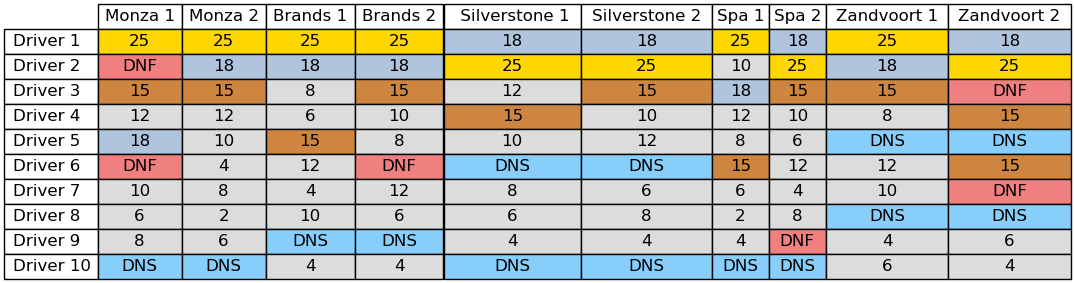 Monza 1 Monza 2 Brands 1 Brands 2 Silverstone 1 Silverstone 2 Spa 1 Spa 2 Zandvoort 1 Zandvoort 2
Driver 1 25 25 25 25 18 18 25 18 25 18
Driver 2 DNF 18 18 18 25 25 10 25 18 25
Driver 3 15 15 8 15 12 15 18 15 15 DNF
Driver 4 12 12 6 10 15 10 12 10 8 15
Driver 5 18 10 15 8 10 12 8 6 DNS DNS
Driver 6 DNF 4 12 DNF DNS DNS 15 12 12 15
Driver 7 10 8 4 12 8 6 6 4 10 DNF
Driver 8 6 2 10 6 6 8 2 8 DNS DNS
Driver 9 8 6 DNS DNS 4 4 4 DNF 4 6
Driver 10 DNS DNS 4 4 DNS DNS DNS DNS 6 4